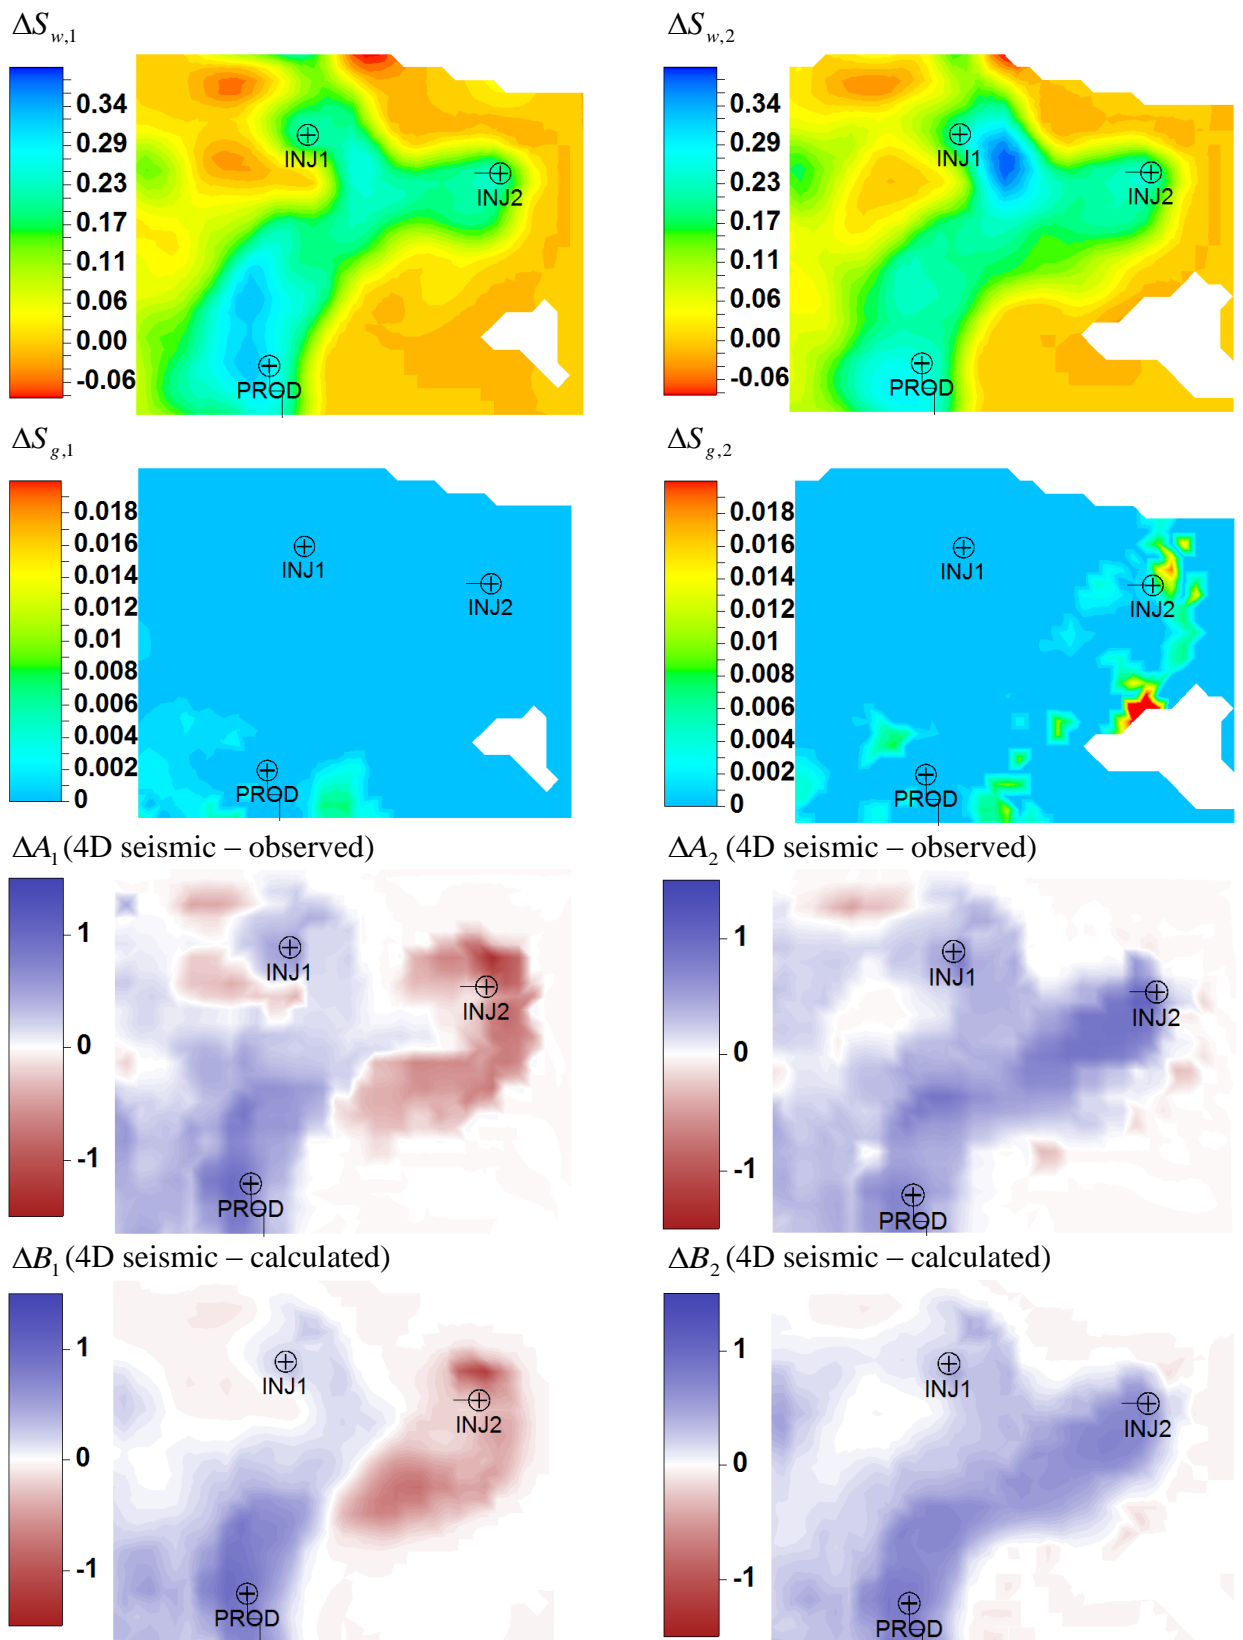 ΔS_w,1
0.34
0.29
0.23
0.17
0.11
0.06
0.00
-0.06
INJ1
INJ2
PROD
ΔS_w,2
0.34
0.29
0.23
0.17
0.11
0.06
0.00
-0.06
INJ1
INJ2
PROD
ΔS_g,1
0.018
0.016
0.014
0.012
0.01
0.008
0.006
0.004
0.002
0
INJ1
INJ2
PROD
ΔS_g,2
0.018
0.016
0.014
0.012
0.01
0.008
0.006
0.004
0.002
0
INJ1
INJ2
PROD
ΔA_1 (4D seismic – observed)
1
0
-1
INJ1
INJ2
PROD
ΔA_2 (4D seismic – observed)
1
0
-1
INJ1
INJ2
PROD
ΔB_1 (4D seismic – calculated)
1
0
-1
INJ1
INJ2
PROD
ΔB_2 (4D seismic – calculated)
1
0
-1
INJ1
INJ2
PROD